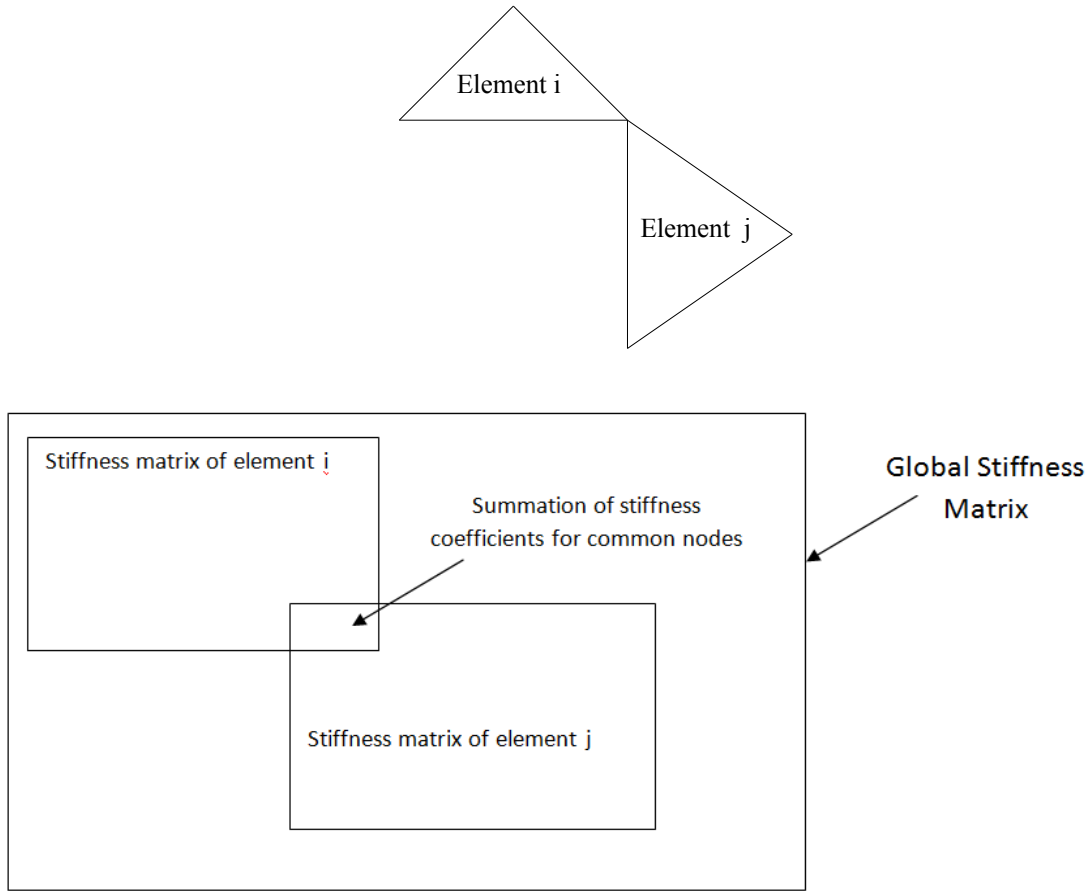 Element i
Element j
Stiffness matrix of element i
Global Stiffness
Matrix
Summation of stiffness
coefficients for common nodes
Stiffness matrix of element j